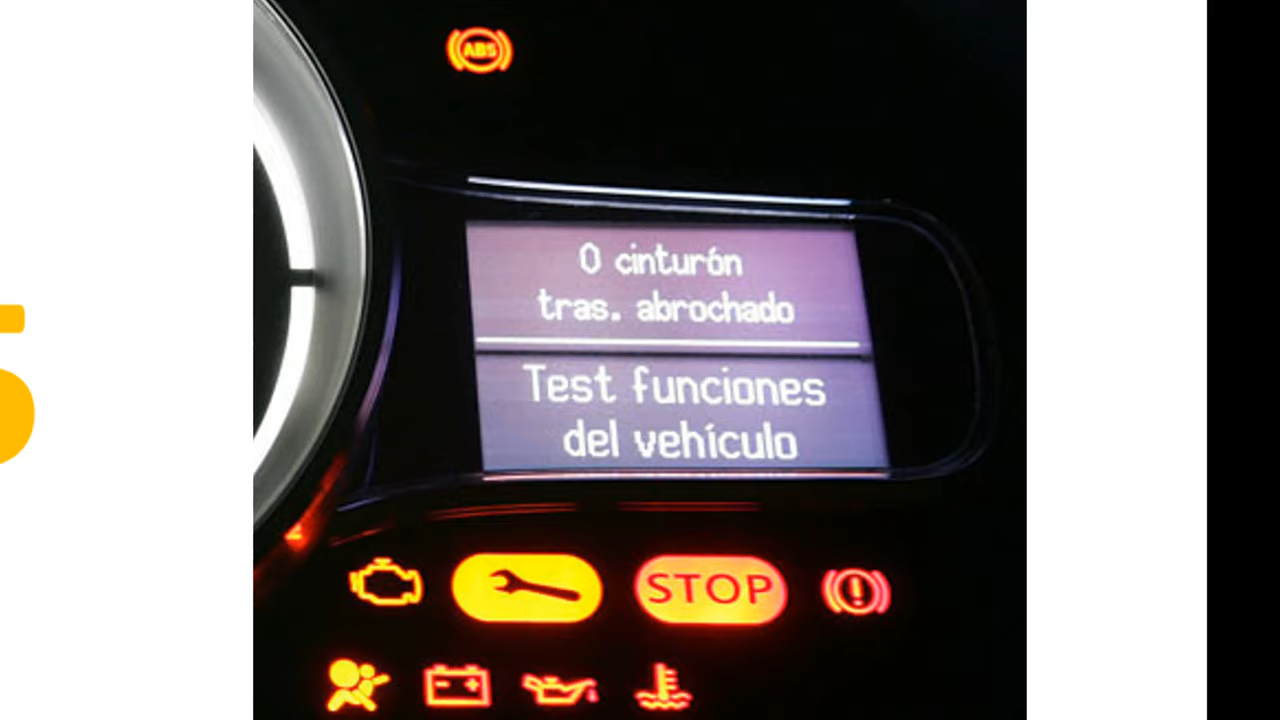 ABS
0 cinturón
tras. abrochado
Test funciones
del vehículo
STOP